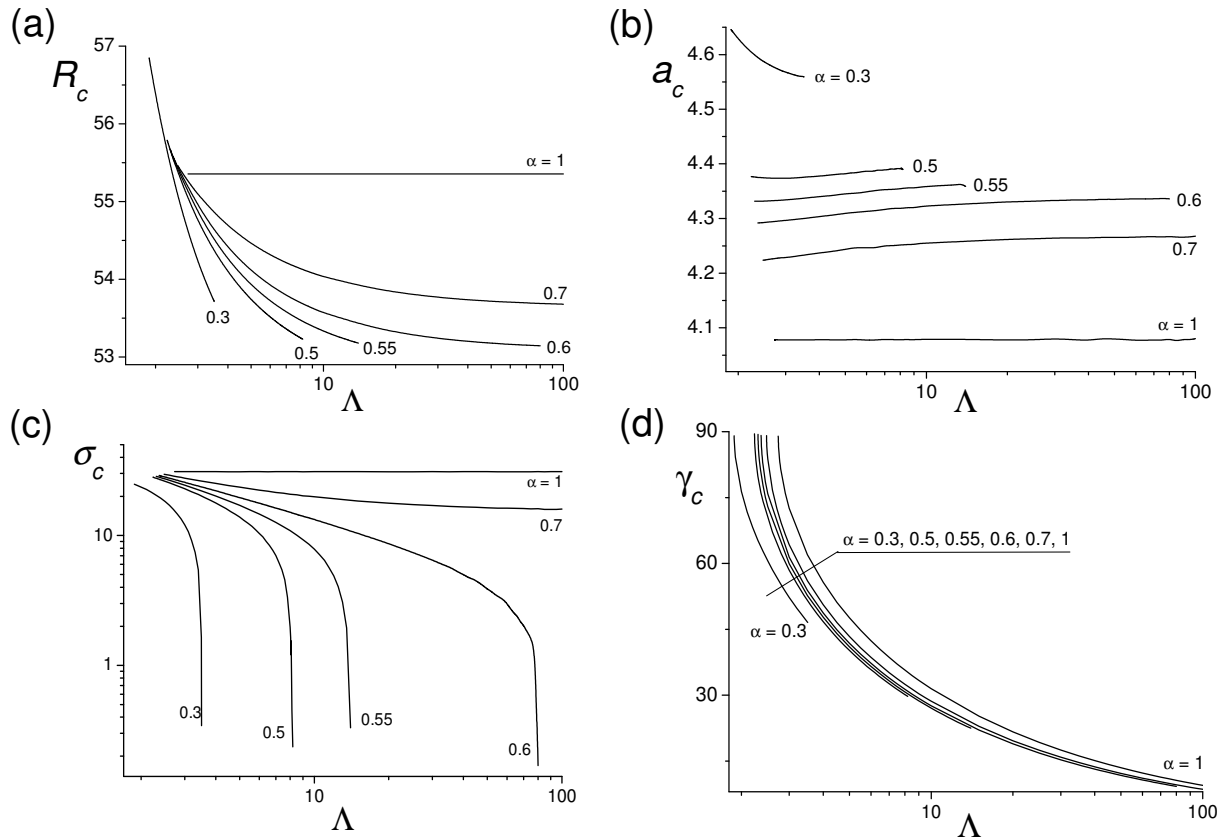 (a)
57
R_c
56
α = 1
55
54
0.7
0.3
0.6
0.55
0.5
53
10
100
Λ
(b)
4.6
a_c
α = 0.3
4.5
4.4
0.5
0.55
4.3
0.6
0.7
4.2
α = 1
4.1
10
100
Λ
(c)
σ_c
α = 1
0.7
10
1
0.3
0.5
0.55
0.6
10
100
Λ
(d)
90
γ_c
α = 0.3, 0.5, 0.55, 0.6, 0.7, 1
60
α = 0.3
30
α = 1
10
100
Λ